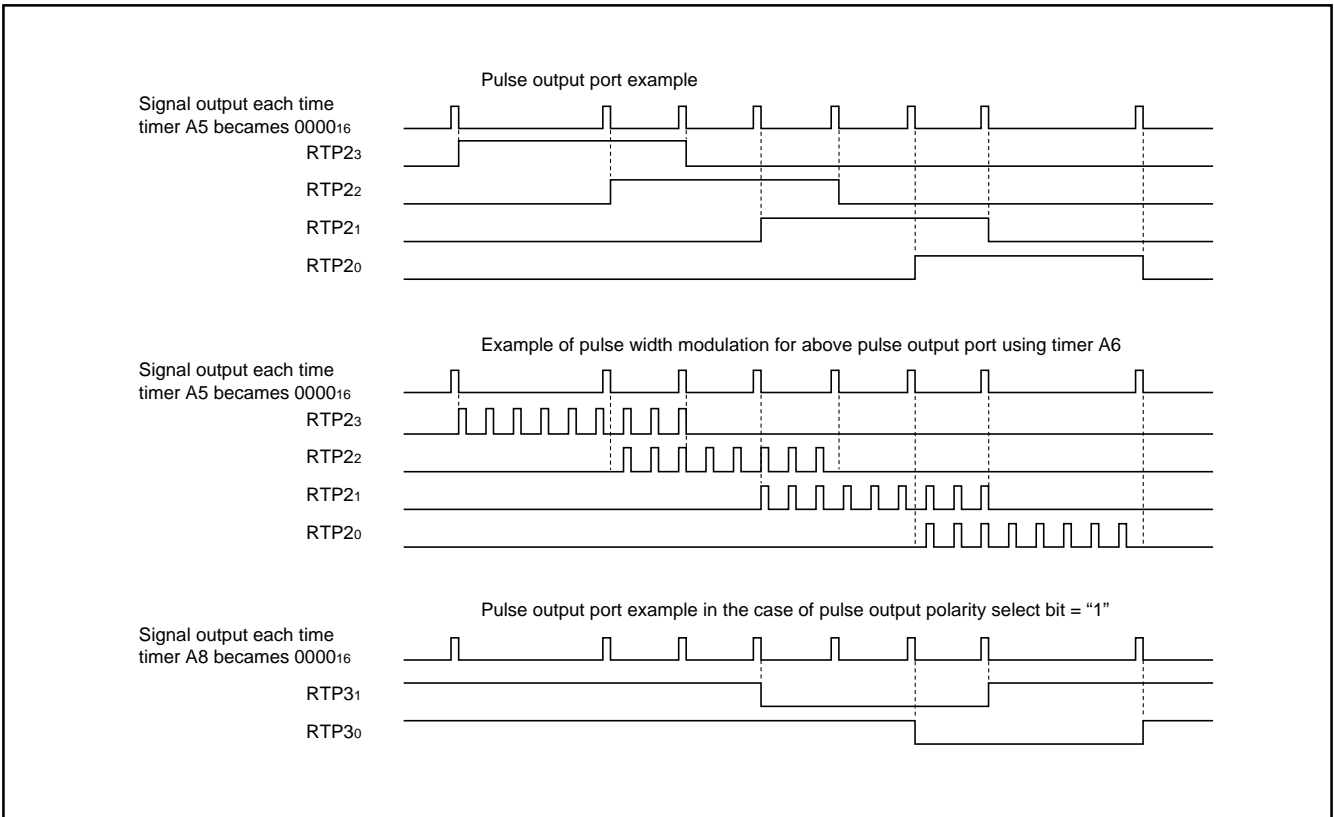 Pulse output port example
Signal output each time
timer A5 becames 0000₁₆
RTP2₃
RTP2₂
RTP2₁
RTP2₀
Example of pulse width modulation for above pulse output port using timer A6
Signal output each time
timer A5 becames 0000₁₆
RTP2₃
RTP2₂
RTP2₁
RTP2₀
Pulse output port example in the case of pulse output polarity select bit = “1”
Signal output each time
timer A8 becames 0000₁₆
RTP3₁
RTP3₀